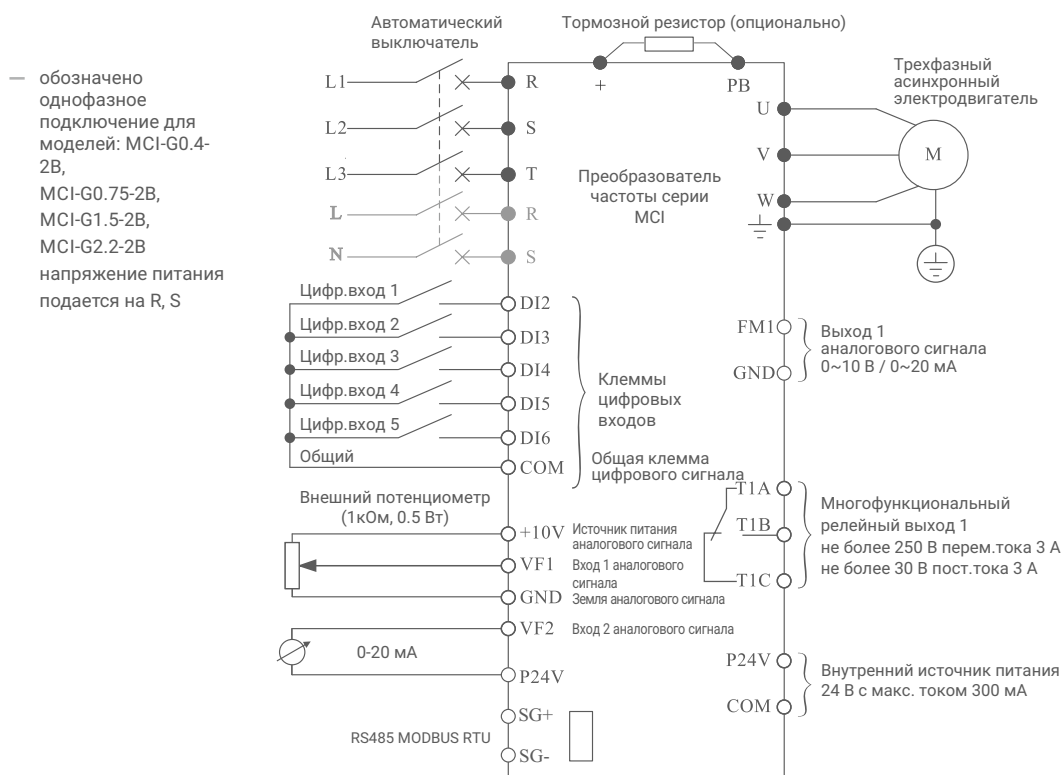 Автоматический
выключатель
Тормозной резистор (опционально)
— обозначено
однофазное
подключение для
моделей: MCI-G0.4-
2B,
MCI-G0.75-2B,
MCI-G1.5-2B,
MCI-G2.2-2B
напряжение питания
подается на R, S
L1
R
L2
S
L3
T
L
R
N
S
+
PB
Преобразователь
частоты серии
MCI
U
V
W
Трехфазный
асинхронный
электродвигатель
M
Цифр.вход 1
DI2
Цифр.вход 2
DI3
Цифр.вход 3
DI4
Цифр.вход 4
DI5
Цифр.вход 5
DI6
Общий
COM
Клеммы
цифровых
входов
Общая клемма
цифрового сигнала
FM1
GND
Выход 1
аналогового сигнала
0~10 В / 0~20 мА
Внешний потенциометр
(1кОм, 0.5 Вт)
+10V
Источник питания
аналогового сигнала
VF1
Вход 1 аналогового
сигнала
GND
Земля аналогового сигнала
VF2
Вход 2 аналогового сигнала
0-20 мА
P24V
T1A
T1B
T1C
Многофункциональный
релейный выход 1
не более 250 В перем.тока 3 А
не более 30 В пост.тока 3 А
P24V
COM
Внутренний источник питания
24 В с макс. током 300 мА
RS485 MODBUS RTU
SG+
SG-